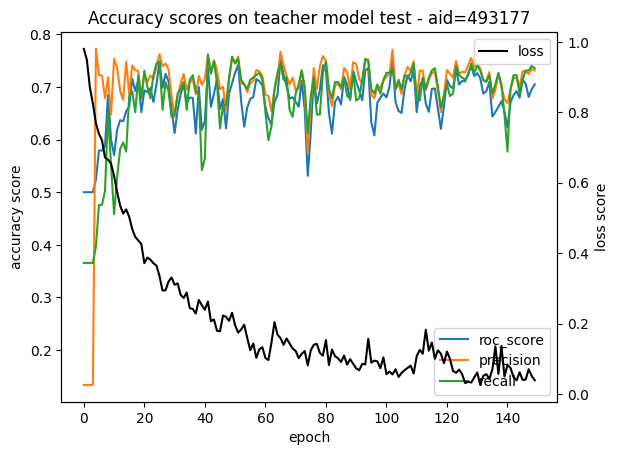 Accuracy scores on teacher model test - aid=493177
accuracy score
0.8
0.7
0.6
0.5
0.4
0.3
0.2
loss
1.0
0.8
0.6
0.4
0.2
0.0
loss score
roc_score
precision
recall
0
20
40
60
80
100
120
140
epoch